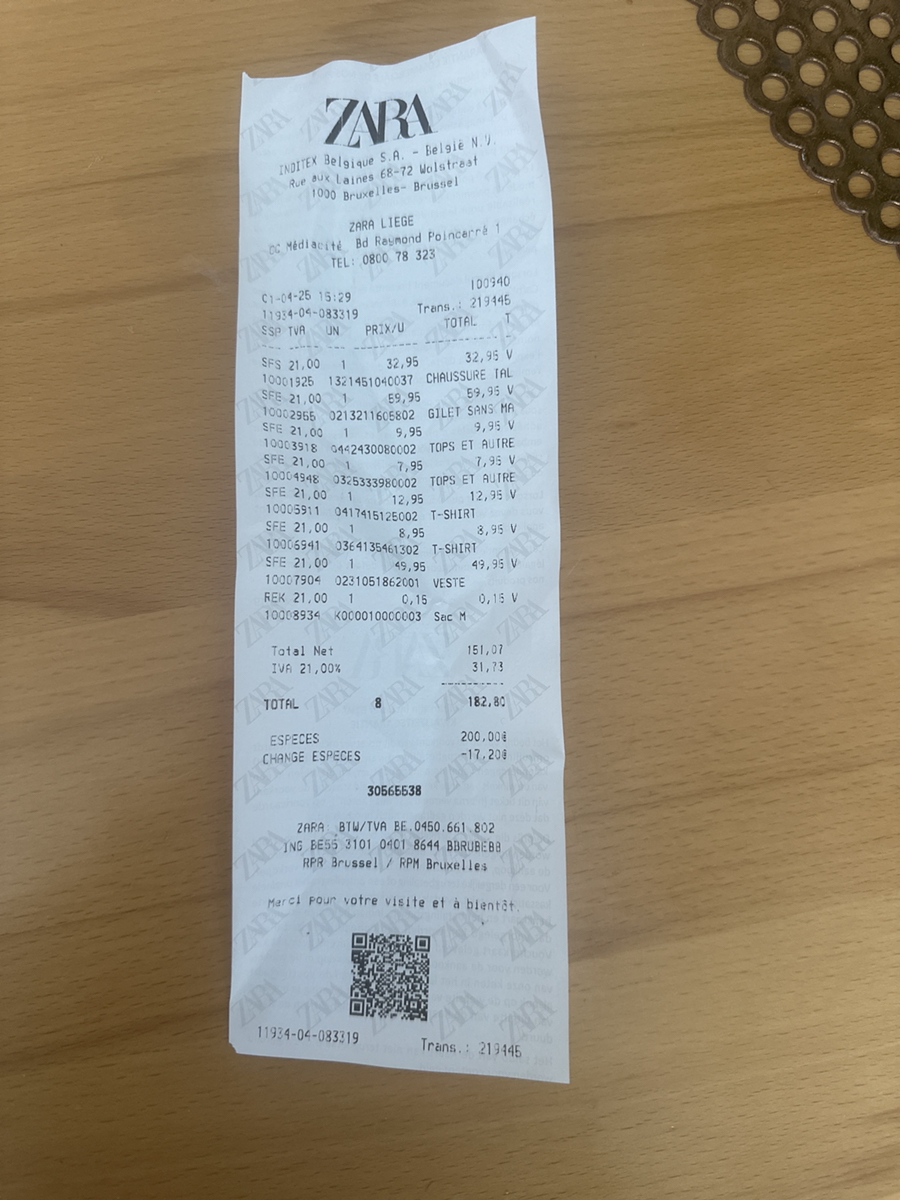 ZARA
INDITEX Belgique S.A. - België N.V.
Rue aux Laines 68-72 Wolstraat
1000 Bruxelles- Brussel
ZARA LIEGE
CC Médiacité Bd Raymond Poincarré 1
TEL: 0800 78 323
100940
01-04-25 15:29
11934-04-083319 Trans.: 219445
SSP TVA UN PRIX/U TOTAL T
SFS 21,00 1 32,95 32,95 V
10001925 1321451040037 CHAUSSURE TAL
SFE 21,00 1 59,95 59,95 V
10002955 0213211605802 GILET SANS MA
SFE 21,00 1 9,95 9,95 V
10003918 0442430080002 TOPS ET AUTRE
SFE 21,00 1 7,95 7,95 V
10004948 0325333980002 TOPS ET AUTRE
SFE 21,00 1 12,95 12,95 V
10005911 0417415125002 T-SHIRT
SFE 21,00 1 8,95 8,95 V
10006941 0364135461302 T-SHIRT
SFE 21,00 1 49,95 49,95 V
10007904 0231051862001 VESTE
REK 21,00 1 0,15 0,15 V
10008934 K000010000003 Sac M
Total Net 151,07
IVA 21,00% 31,73
TOTAL 8 182,80
ESPECES 200,00€
CHANGE ESPECES -17,20€
30565538
ZARA: BTW/TVA BE.0450.661.802
ING BE55 3101 0401 8644 BBRUBEBB
RPR Brussel / RPM Bruxelles
Merci pour votre visite et à bientôt.
11934-04-083319 Trans.: 219445